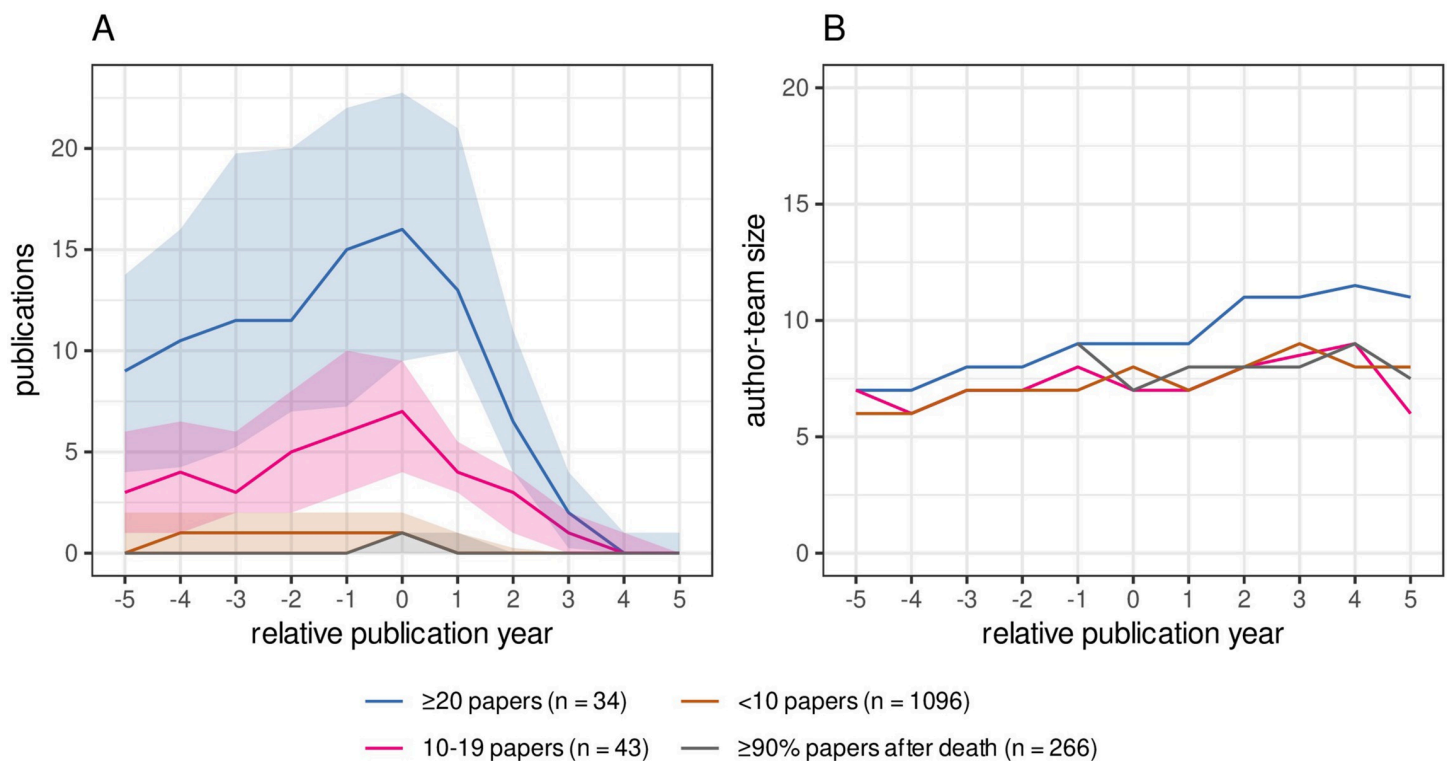 A
B
publications
20
15
10
5
0
-5 -4 -3 -2 -1 0 1 2 3 4 5
relative publication year
author-team size
20
15
10
5
0
-5 -4 -3 -2 -1 0 1 2 3 4 5
relative publication year
≥20 papers (n = 34)
<10 papers (n = 1096)
10-19 papers (n = 43)
≥90% papers after death (n = 266)